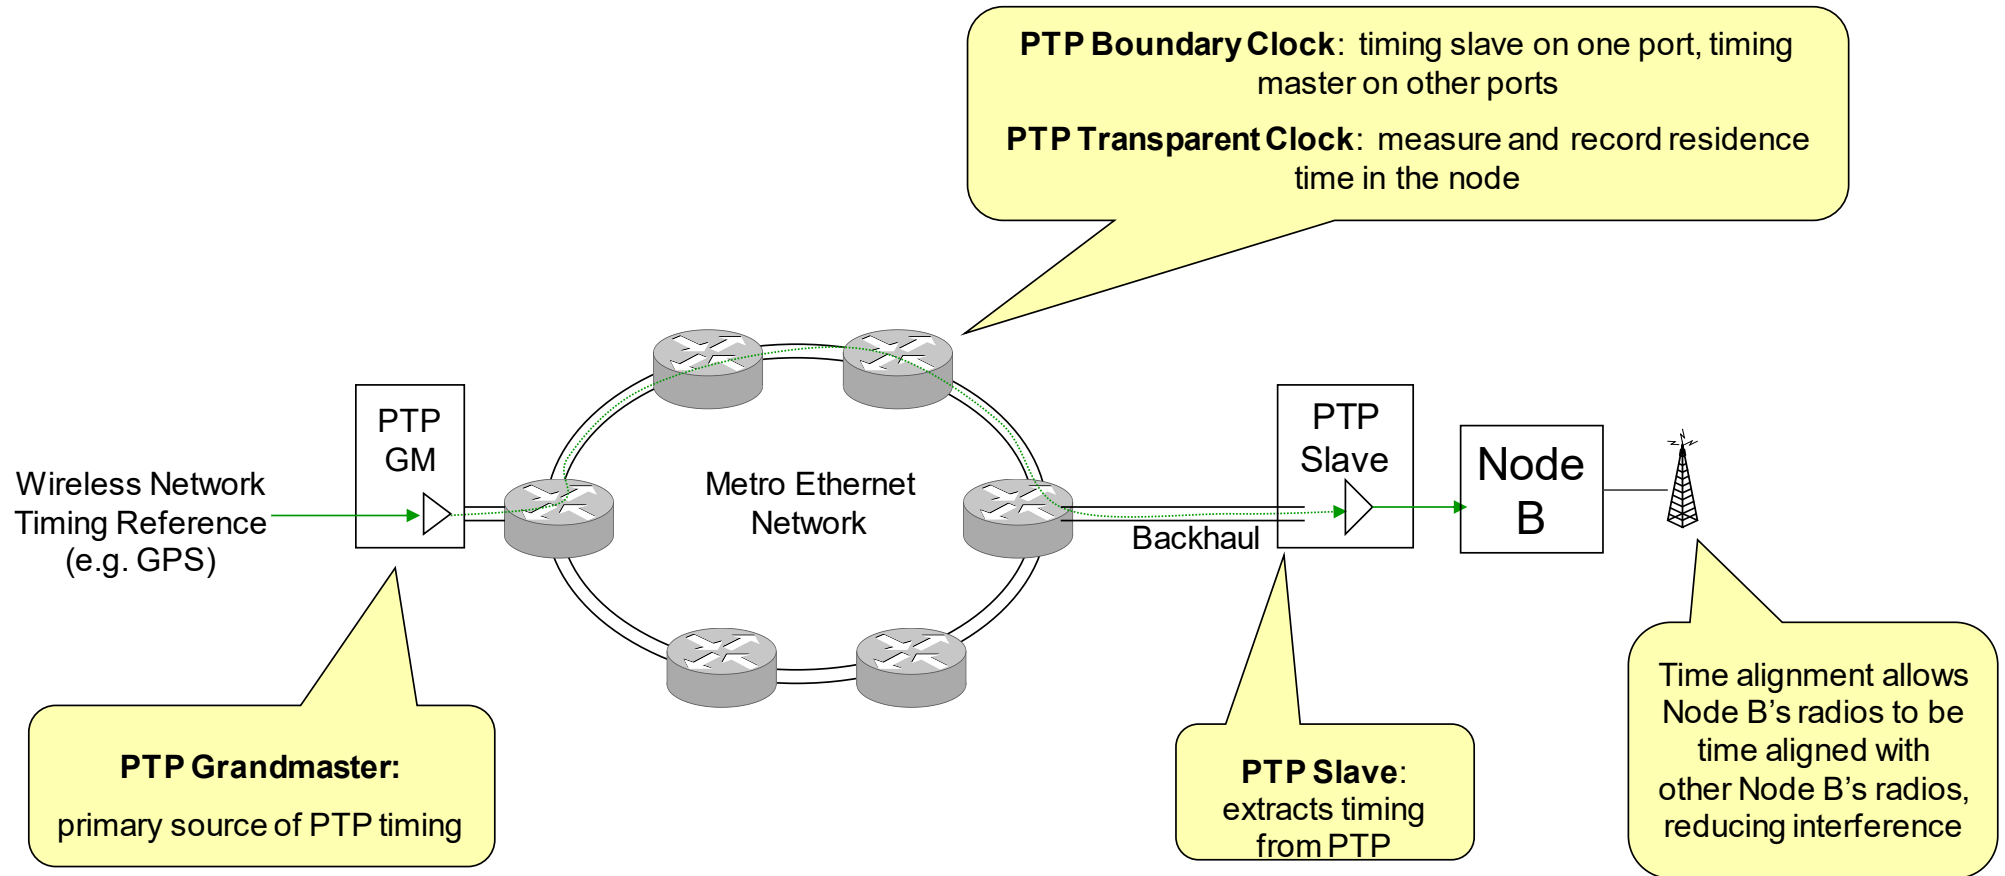 PTP Boundary Clock: timing slave on one port, timing
master on other ports
PTP Transparent Clock: measure and record residence
time in the node
PTP
GM
Wireless Network
Timing Reference
(e.g. GPS)
Metro Ethernet
Network
Backhaul
PTP
Slave
Node
B
PTP Grandmaster:
primary source of PTP timing
PTP Slave:
extracts timing
from PTP
Time alignment allows
Node B’s radios to be
time aligned with
other Node B’s radios,
reducing interference